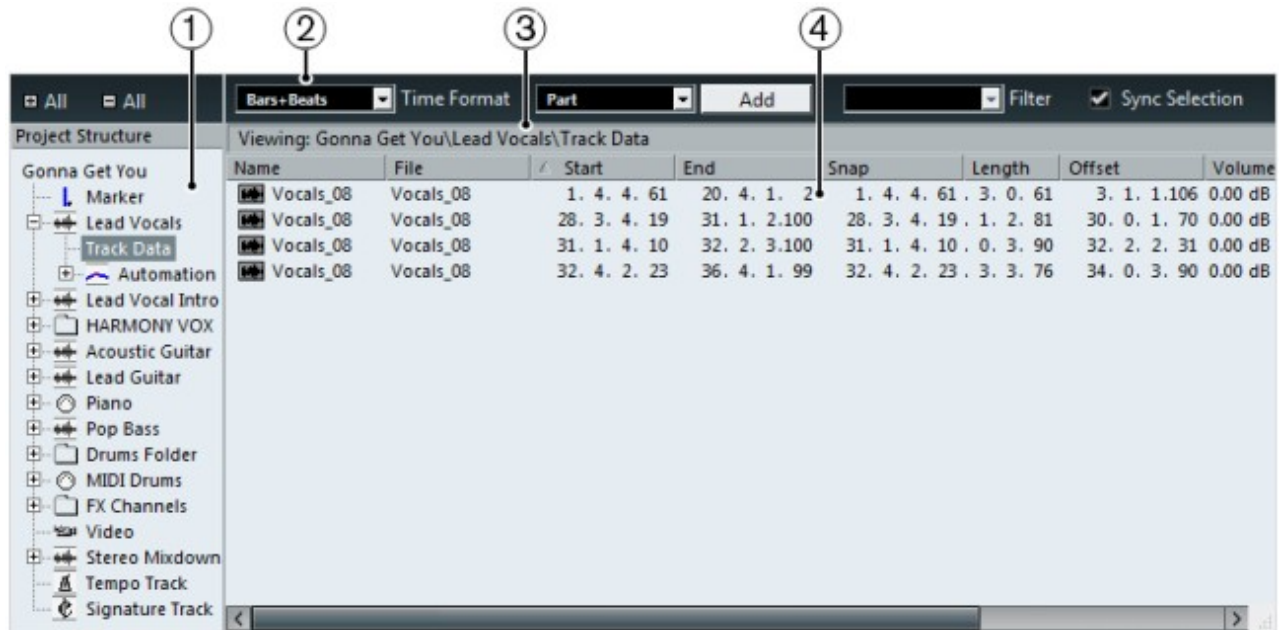 1 2 3 4
All All Bars+Beats Time Format Part Add Filter Sync Selection
Project Structure
Viewing: Gonna Get You\Lead Vocals\Track Data
Gonna Get You
Marker
Lead Vocals
Track Data
Automation
Lead Vocal Intro
HARMONY VOX
Acoustic Guitar
Lead Guitar
Piano
Pop Bass
Drums Folder
MIDI Drums
FX Channels
Video
Stereo Mixdown
Tempo Track
Signature Track
Name File Start End Snap Length Offset Volume
Vocals_08 Vocals_08 1. 4. 4. 61 20. 4. 1. 2 1. 4. 4. 61 . 3. 0. 61 3. 1. 1.106 0.00 dB
Vocals_08 Vocals_08 28. 3. 4. 19 31. 1. 2.100 28. 3. 4. 19 . 1. 2. 81 30. 0. 1. 70 0.00 dB
Vocals_08 Vocals_08 31. 1. 4. 10 32. 2. 3.100 31. 1. 4. 10 . 0. 3. 90 32. 2. 2. 31 0.00 dB
Vocals_08 Vocals_08 32. 4. 2. 23 36. 4. 1. 99 32. 4. 2. 23 . 3. 3. 76 34. 0. 3. 90 0.00 dB